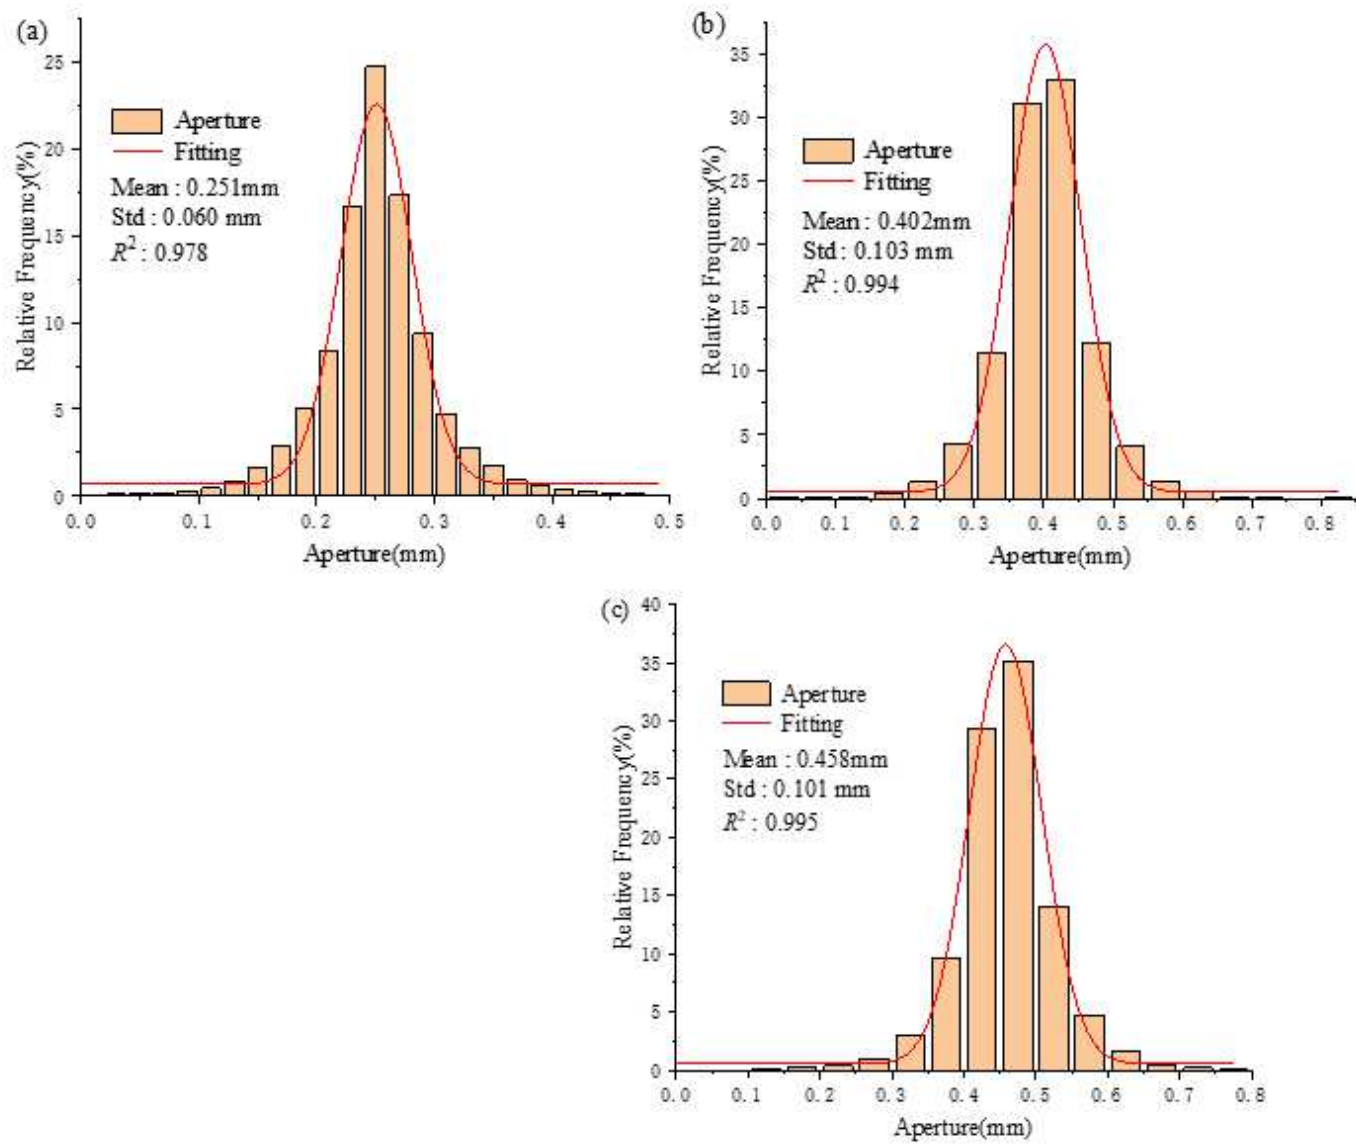 (a)
25
20
15
10
5
0
Relative Frequency(%)
Aperture
Fitting
Mean : 0.251mm
Std : 0.060 mm
R² : 0.978
0.0 0.1 0.2 0.3 0.4 0.5
Aperture(mm)
(b)
35
30
25
20
15
10
5
0
Relative Frequency(%)
Aperture
Fitting
Mean : 0.402mm
Std : 0.103 mm
R² : 0.994
0.0 0.1 0.2 0.3 0.4 0.5 0.6 0.7 0.8
Aperture(mm)
(c)
40
35
30
25
20
15
10
5
0
Relative Frequency(%)
Aperture
Fitting
Mean : 0.458mm
Std : 0.101 mm
R² : 0.995
0.0 0.1 0.2 0.3 0.4 0.5 0.6 0.7 0.8
Aperture(mm)